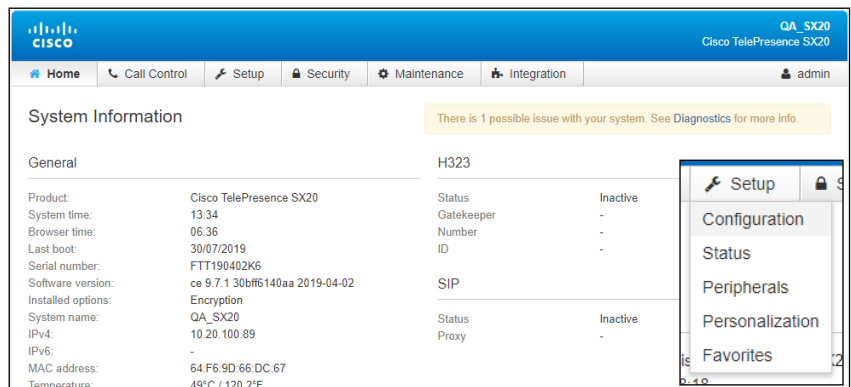 CISCO
QA_SX20
Cisco TelePresence SX20
Home Call Control Setup Security Maintenance Integration admin
System Information
There is 1 possible issue with your system. See Diagnostics for more info.
General
Product: Cisco TelePresence SX20
System time: 13:34
Browser time: 06:36
Last boot: 30/07/2019
Serial number: FTT190402K6
Software version: ce 9.7.1 30bff6140aa 2019-04-02
Installed options: Encryption
System name: QA_SX20
IPv4: 10.20.100.89
IPv6: -
MAC address: 64:F6:9D:66:DC:67
Temperature: 49°C / 120.2°F
H323
Status Inactive
Gatekeeper -
Number -
ID -
SIP
Status Inactive
Proxy -
Setup
Configuration
Status
Peripherals
Personalization
Favorites